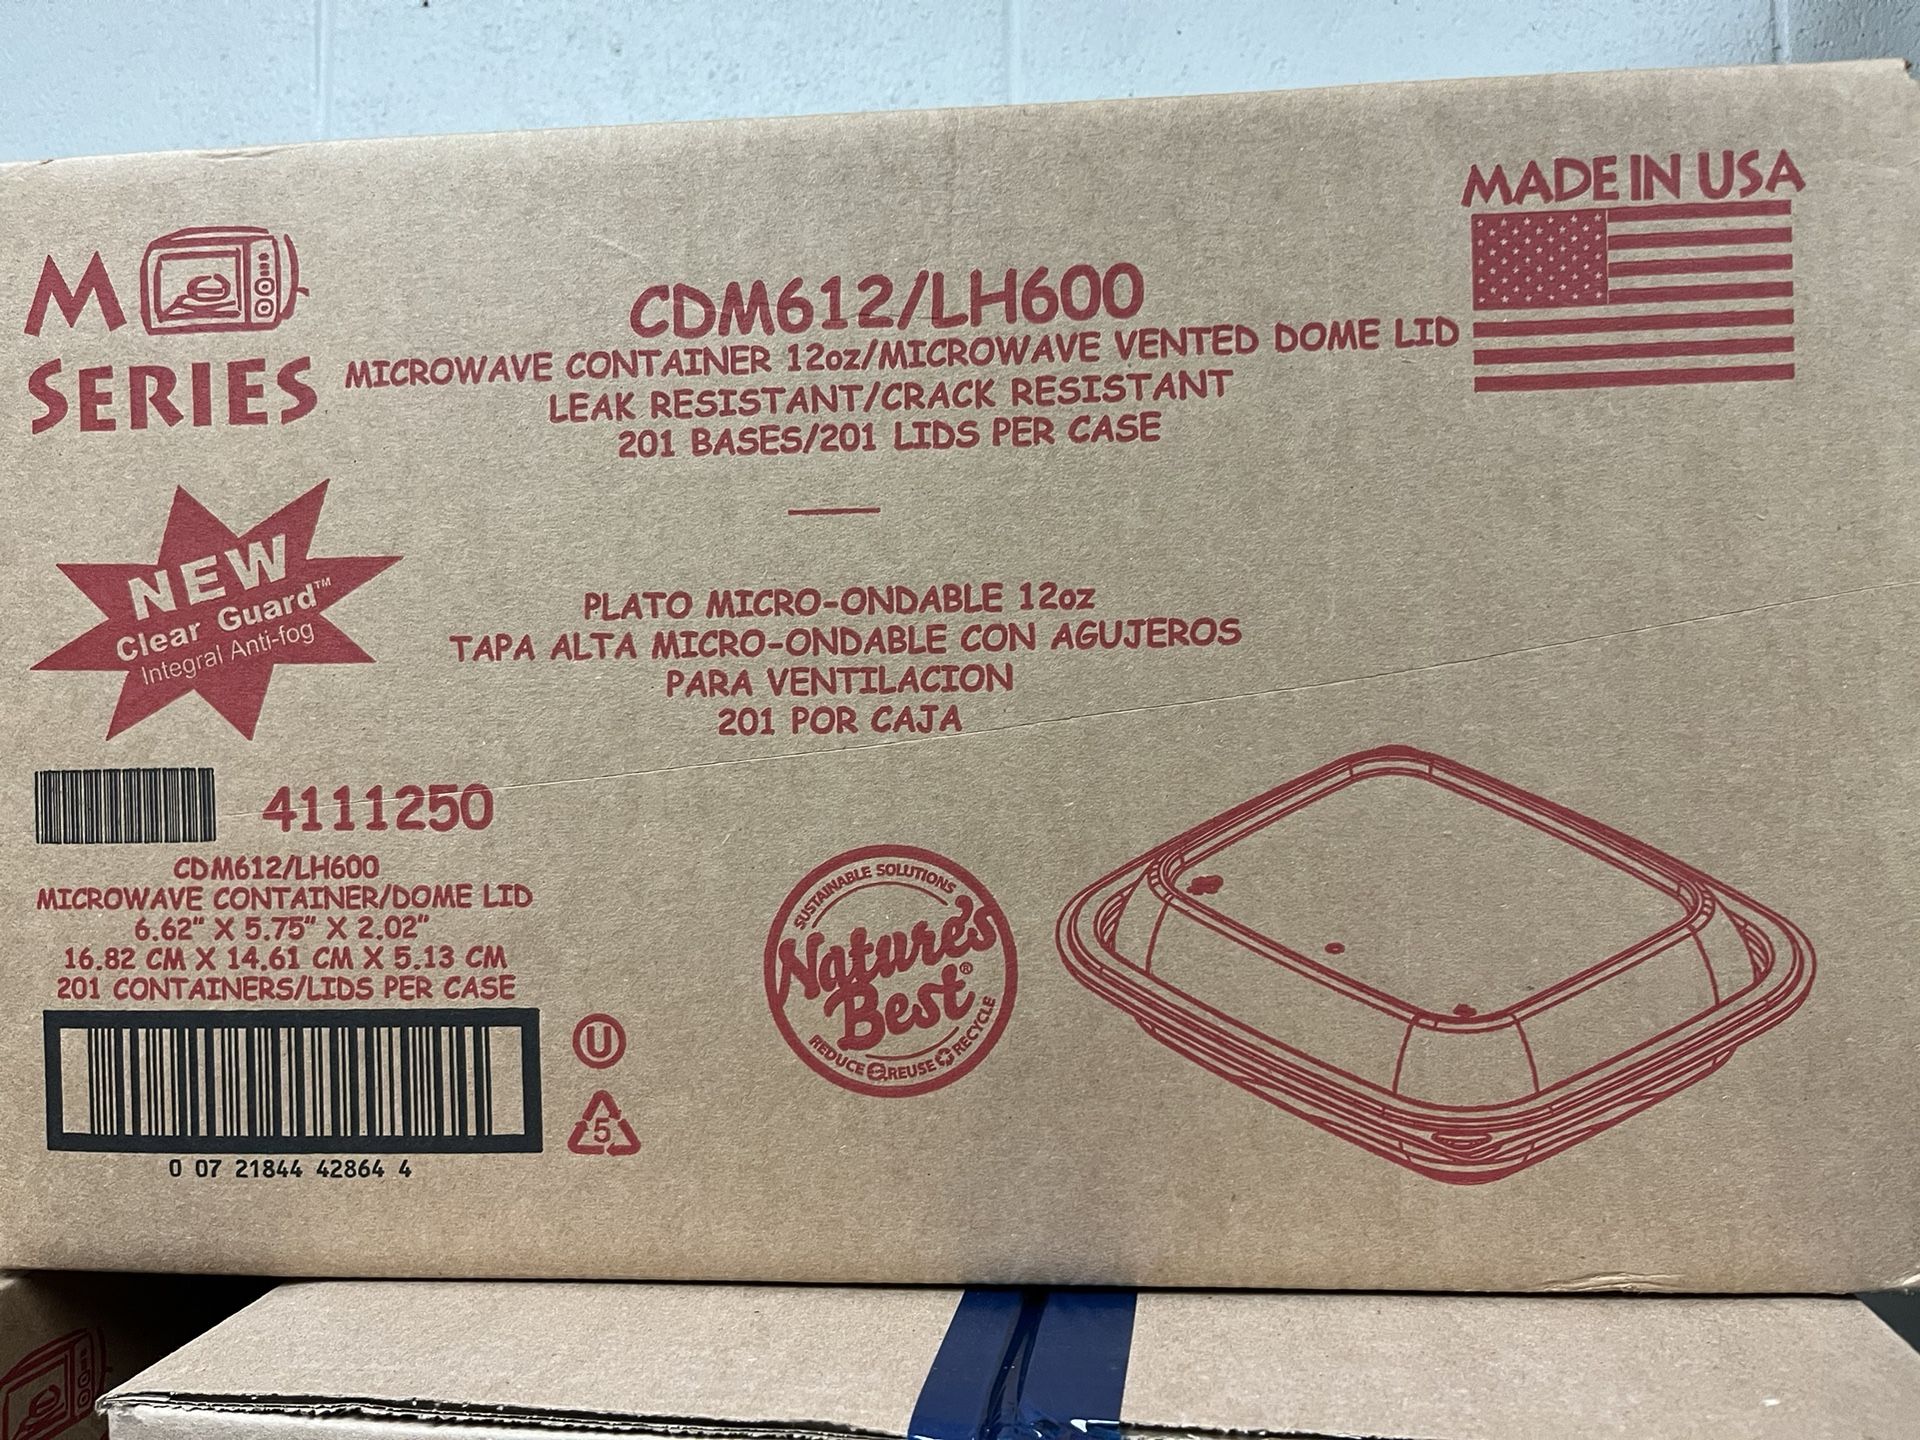 M
SERIES
CDM612/LH600
MICROWAVE CONTAINER 12oz/MICROWAVE VENTED DOME LID
LEAK RESISTANT/CRACK RESISTANT
201 BASES/201 LIDS PER CASE
MADE IN USA
NEW
Clear Guard™
Integral Anti-fog
PLATO MICRO-ONDABLE 12oz
TAPA ALTA MICRO-ONDABLE CON AGUJEROS
PARA VENTILACION
201 POR CAJA
4111250
CDM612/LH600
MICROWAVE CONTAINER/DOME LID
6.62" X 5.75" X 2.02"
16.82 CM X 14.61 CM X 5.13 CM
201 CONTAINERS/LIDS PER CASE
0 07 21844 42864 4
U
5
SUSTAINABLE SOLUTIONS
Nature's
Best®
REDUCE REUSE RECYCLE